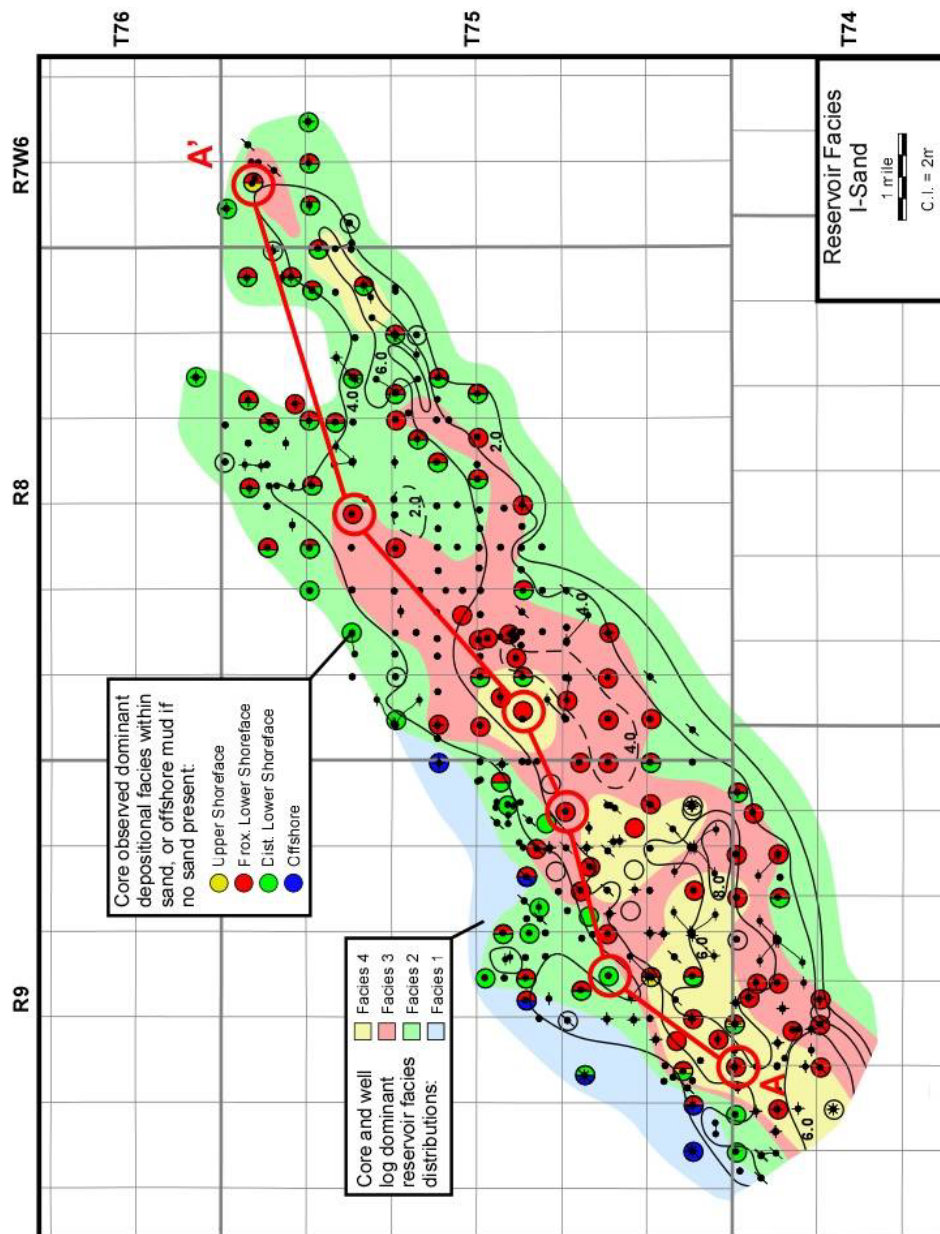 T76
T75
T74
R7W6
R8
R9
A'
A
Reservoir Facies
I-Sand
1 mile
C.I. = 2m
Core observed dominant
depositional facies within
sand, or offshore mud if
no sand present:
Upper Shoreface
Frox. Lower Shoreface
Dist. Lower Shoreface
Offshore
Core and well
log dominant
reservoir facies
distributions:
Facies 4
Facies 3
Facies 2
Facies 1
4.0
6.0
2.0
2.0
4.0
4.0
8.0
6.0
6.0